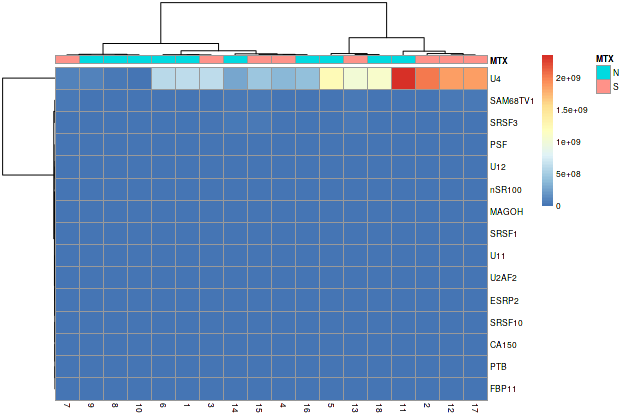 MTX
MTX
N
S
2e+09
1.5e+09
1e+09
5e+08
0
U4
SAM68TV1
SRSF3
PSF
U12
nSR100
MAGOH
SRSF1
U11
U2AF2
ESRP2
SRSF10
CA150
PTB
FBP11
7 9 8 10 6 1 3 14 15 4 16 5 13 18 11 2 12 17